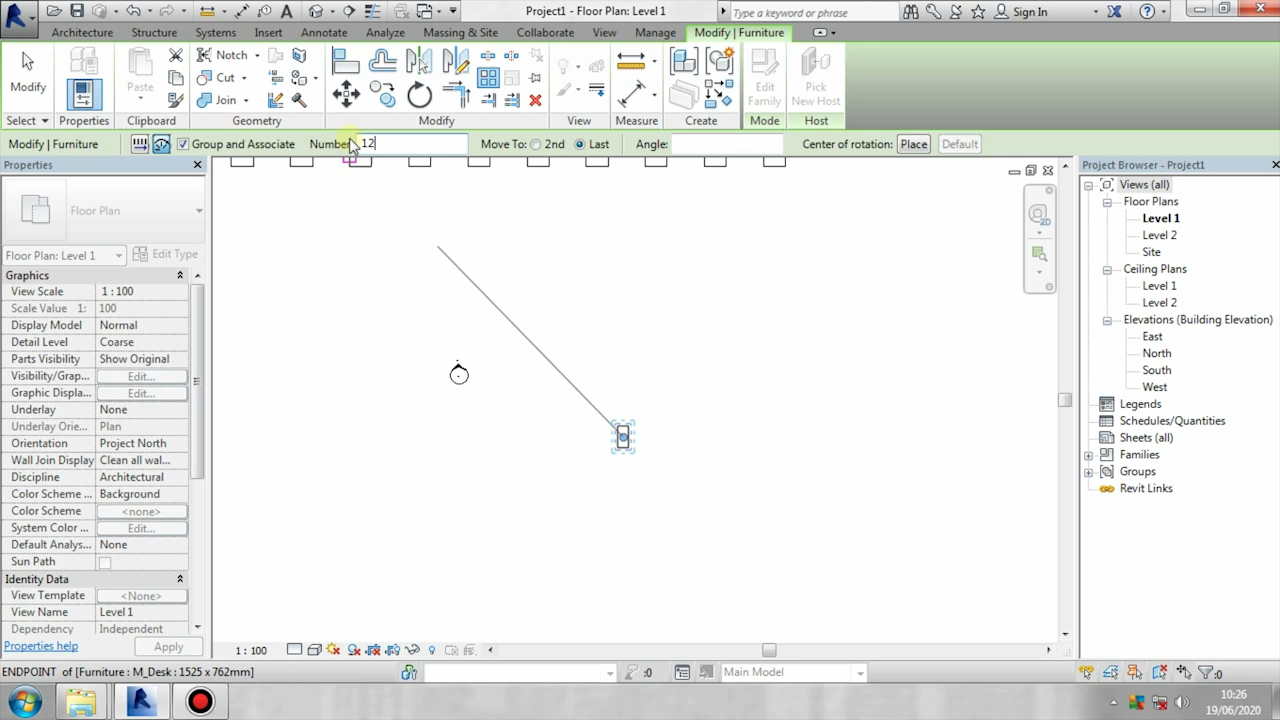 Project1 - Floor Plan: Level 1
Type a keyword or phrase
Sign In
Architecture
Structure
Systems
Insert
Annotate
Analyze
Massing & Site
Collaborate
View
Manage
Modify | Furniture
Modify
Paste
Notch
Cut
Join
Edit
Family
Pick
New Host
Select
Properties
Clipboard
Geometry
Modify
View
Measure
Create
Mode
Host
Modify | Furniture
Group and Associate
Number
12
Move To:
2nd
Last
Angle:
Center of rotation:
Place
Default
Properties
Floor Plan
Floor Plan: Level 1
Edit Type
Graphics
View Scale
1 : 100
Scale Value 1:
100
Display Model
Normal
Detail Level
Coarse
Parts Visibility
Show Original
Visibility/Grap...
Edit...
Graphic Displa...
Edit...
Underlay
None
Underlay Orie...
Plan
Orientation
Project North
Wall Join Display
Clean all wal...
Discipline
Architectural
Color Scheme ...
Background
Color Scheme
<none>
System Color ...
Edit...
Default Analys...
None
Sun Path
Identity Data
View Template
<None>
View Name
Level 1
Dependency
Independent
Properties help
Apply
2D
Project Browser - Project1
Views (all)
Floor Plans
Level 1
Level 2
Site
Ceiling Plans
Level 1
Level 2
Elevations (Building Elevation)
East
North
South
West
Legends
Schedules/Quantities
Sheets (all)
Families
Groups
Revit Links
1 : 100
ENDPOINT of [Furniture : M_Desk : 1525 x 762mm]
:0
Main Model
:0
10:26
19/06/2020